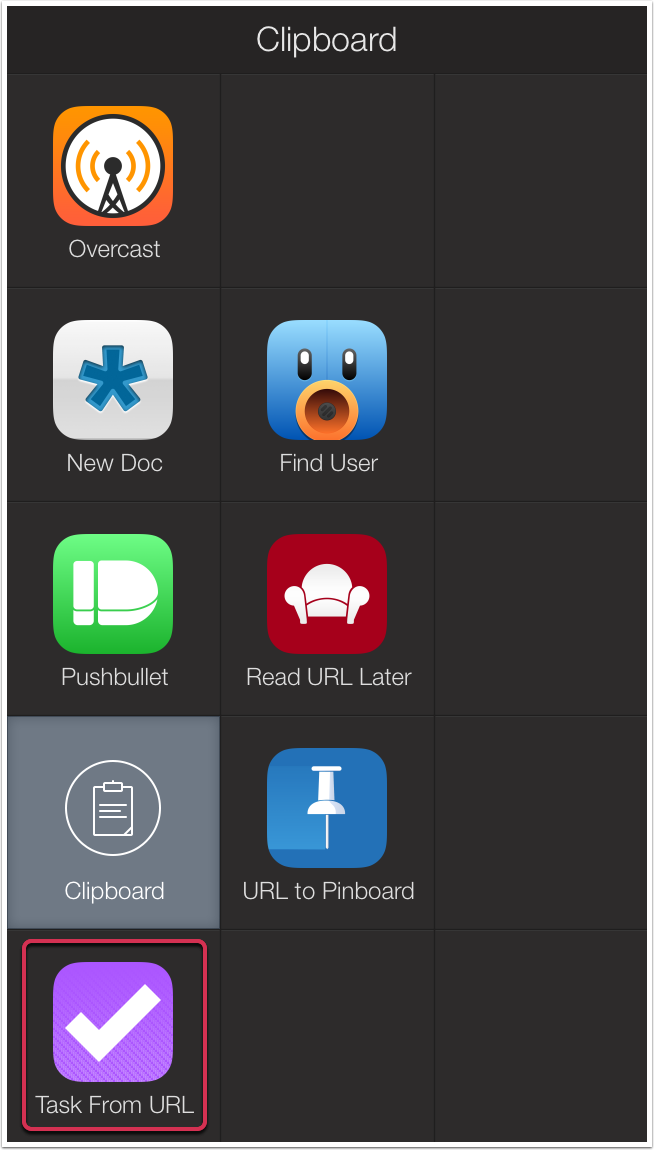 Clipboard
Overcast
New Doc
Find User
Pushbullet
Read URL Later
Clipboard
URL to Pinboard
Task From URL